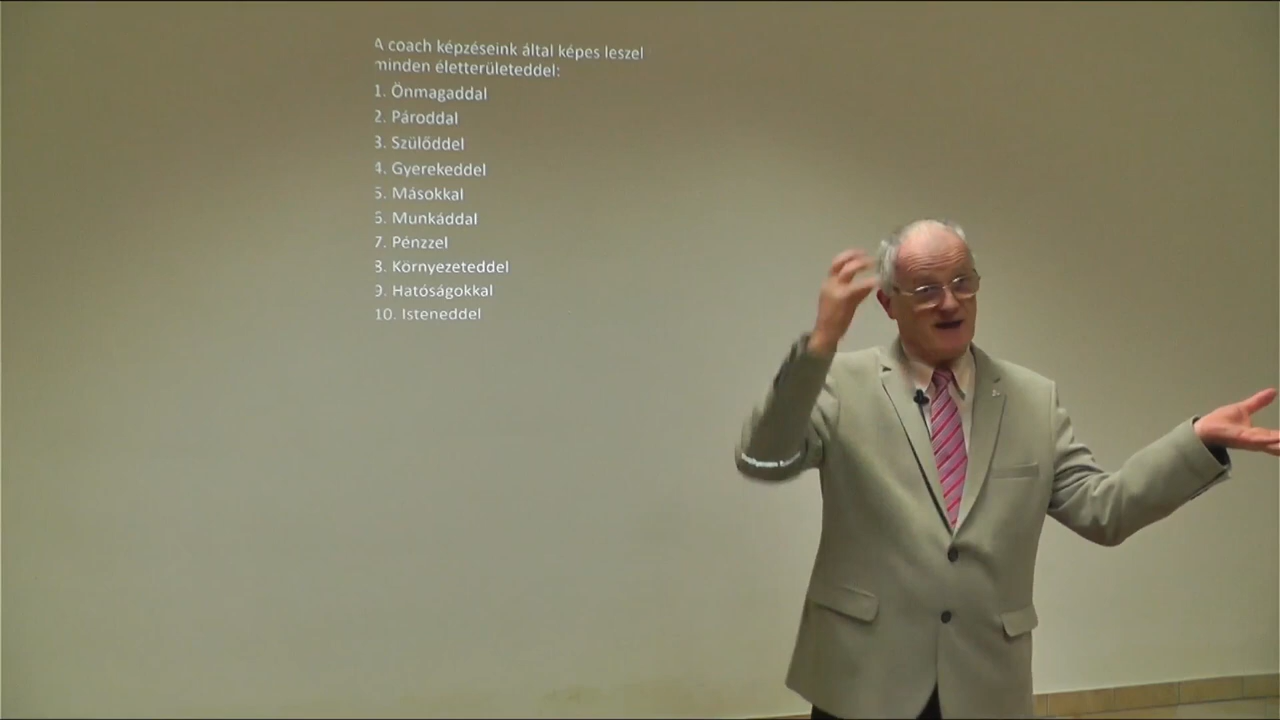 A coach képzéseink által képes leszel
minden életterületeddel:
1. Önmagaddal
2. Pároddal
3. Szülőddel
4. Gyerekeddel
5. Másokkal
6. Munkáddal
7. Pénzzel
8. Környezeteddel
9. Hatóságokkal
10. Isteneddel